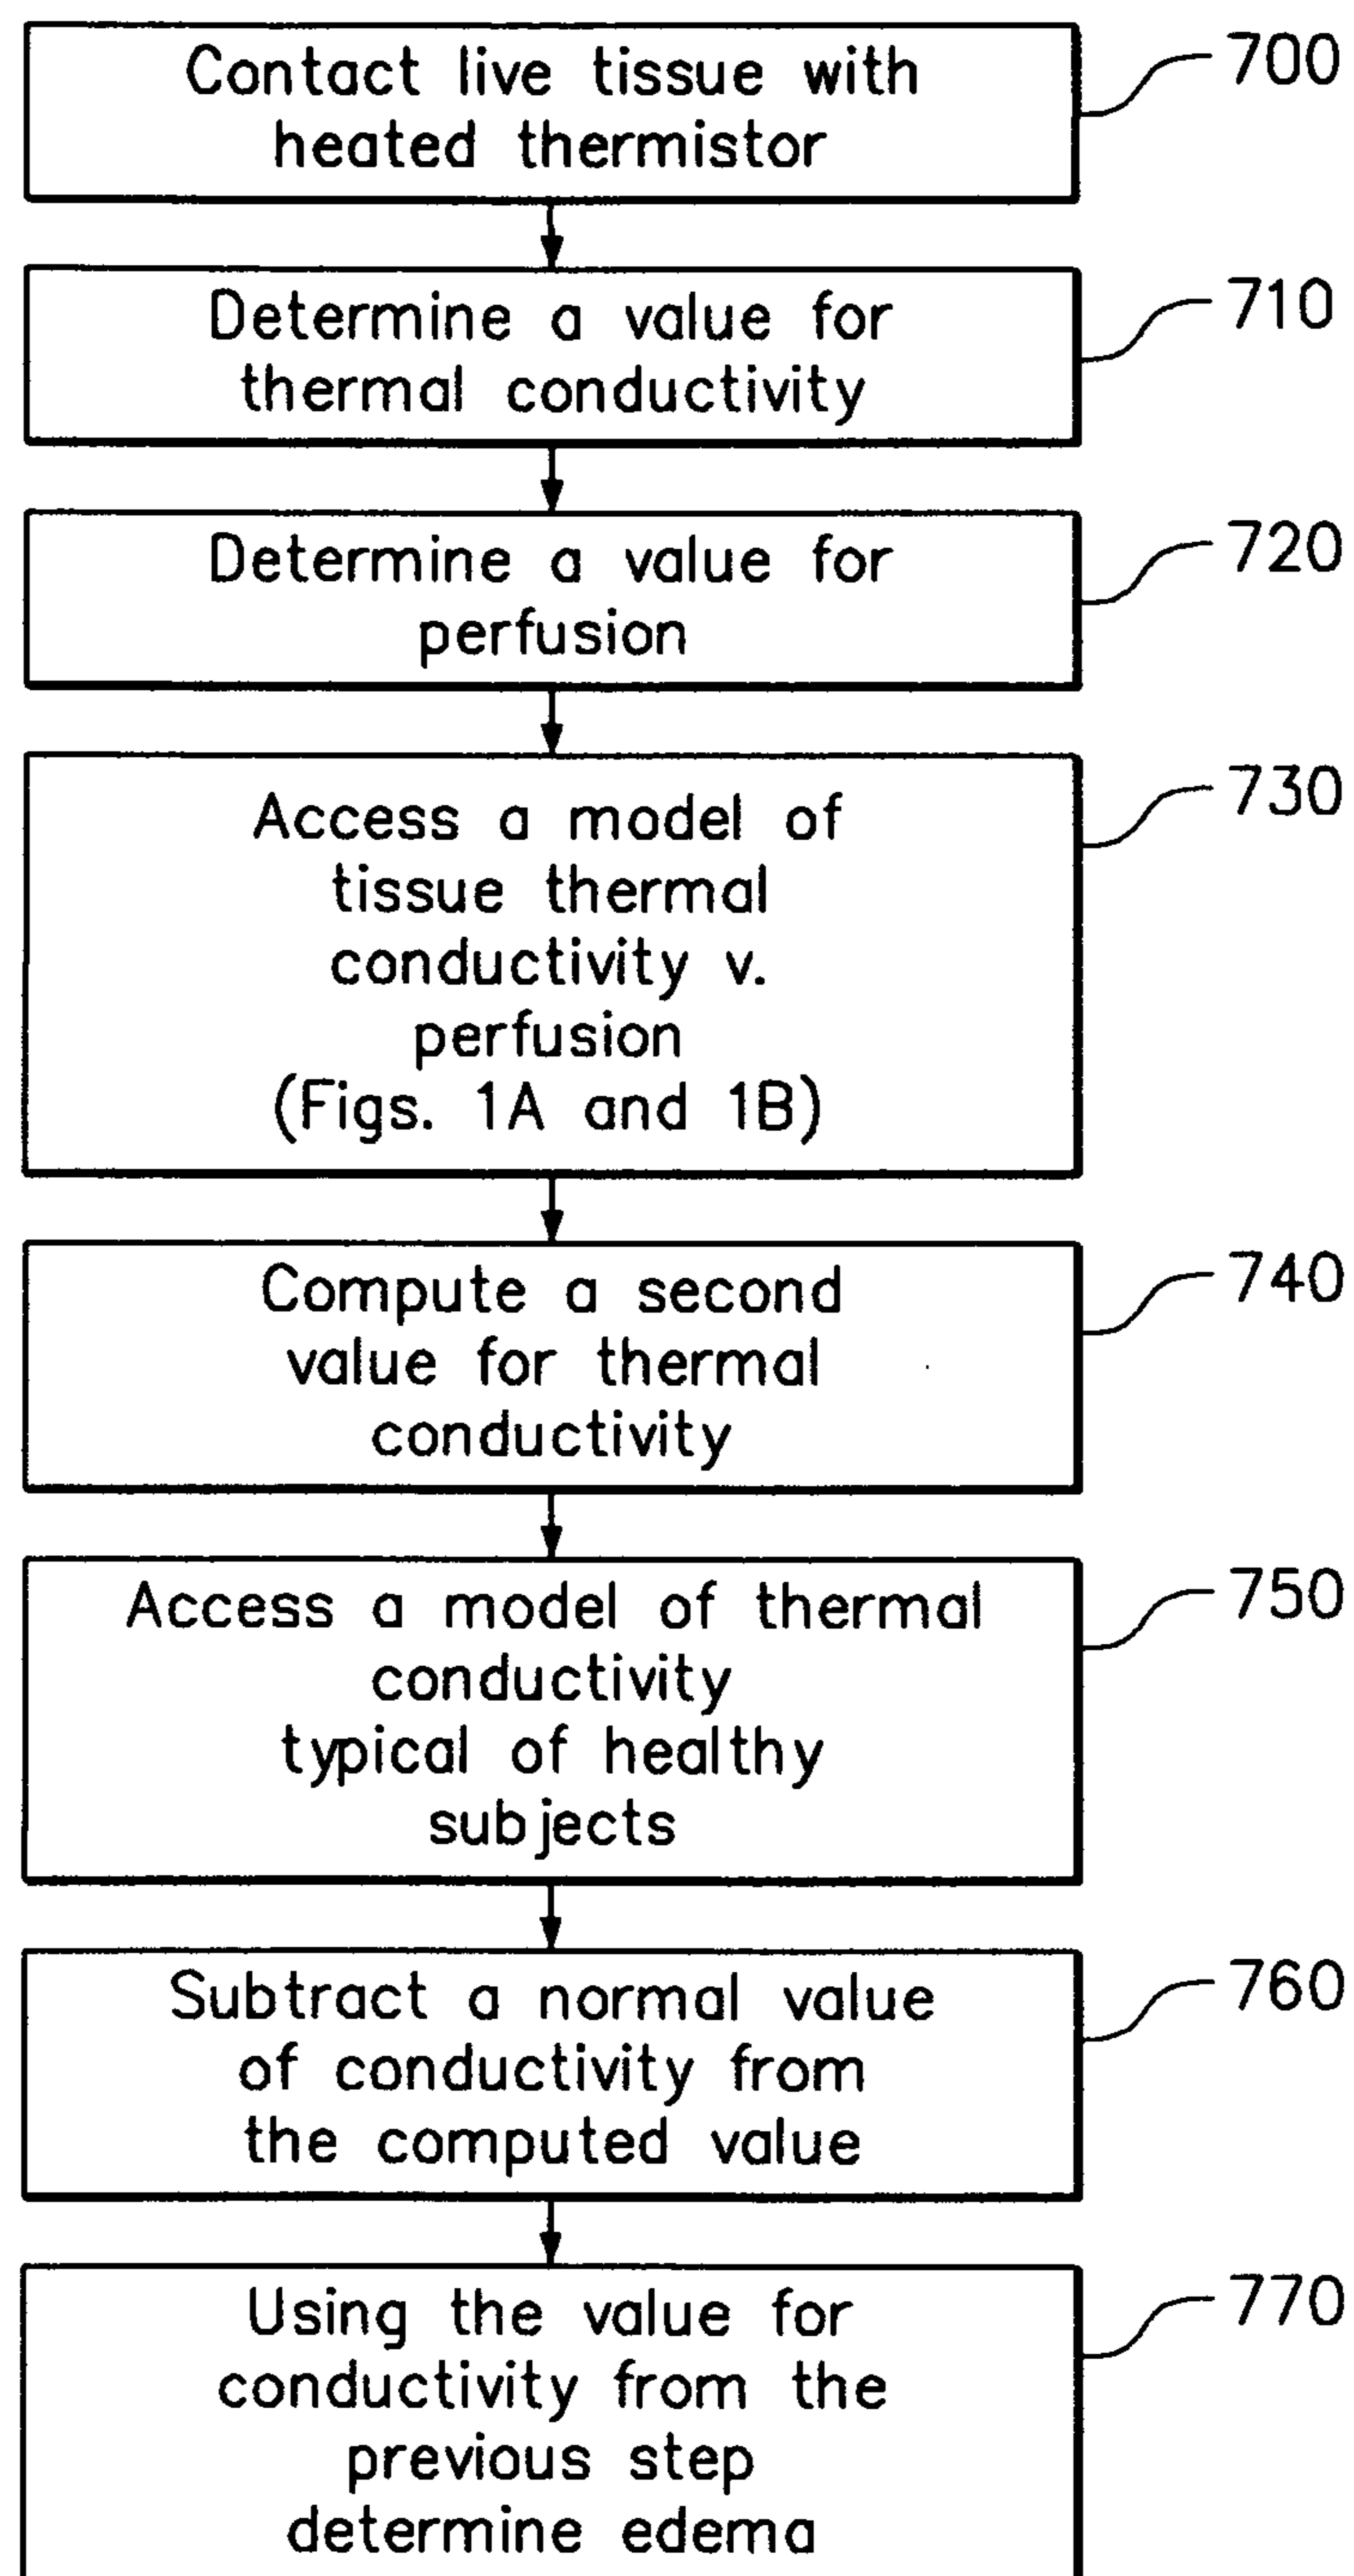 Contact live tissue with
heated thermistor
700
Determine a value for
thermal conductivity
710
Determine a value for
perfusion
720
Access a model of
tissue thermal
conductivity v.
perfusion
(Figs. 1A and 1B)
730
Compute a second
value for thermal
conductivity
740
Access a model of thermal
conductivity
typical of healthy
subjects
750
Subtract a normal value
of conductivity from
the computed value
760
Using the value for
conductivity from the
previous step
determine edema
770